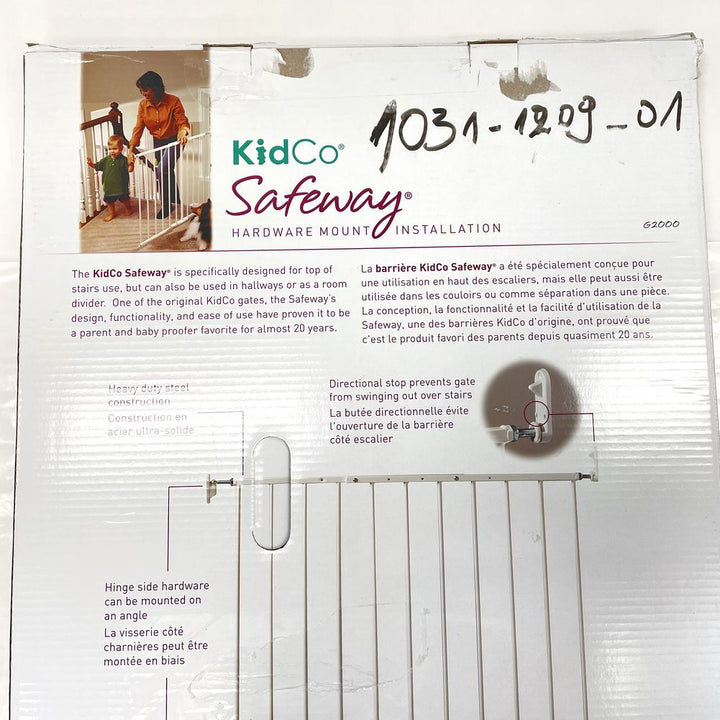 1031-1209-01
KidCo®
Safeway®
HARDWARE MOUNT INSTALLATION
G2000
The KidCo Safeway® is specifically designed for top of
stairs use, but can also be used in hallways or as a room
divider. One of the original KidCo gates, the Safeway's
design, functionality, and ease of use have proven it to be
a parent and baby proofer favorite for almost 20 years.
La barrière KidCo Safeway® a été spécialement conçue pour
une utilisation en haut des escaliers, mais elle peut aussi être
utilisée dans les couloirs ou comme séparation dans une pièce.
La conception, la fonctionnalité et la facilité d'utilisation de la
Safeway, une des barrières KidCo d'origine, ont prouvé que
c'est le produit favori des parents depuis quasiment 20 ans.
Heavy duty steel
construction
Construction en
acier ultra-solide
Directional stop prevents gate
from swinging out over stairs
La butée directionnelle évite
l'ouverture de la barrière
côté escalier
Hinge side hardware
can be mounted on
an angle
La visserie côté
charnières peut être
montée en biais